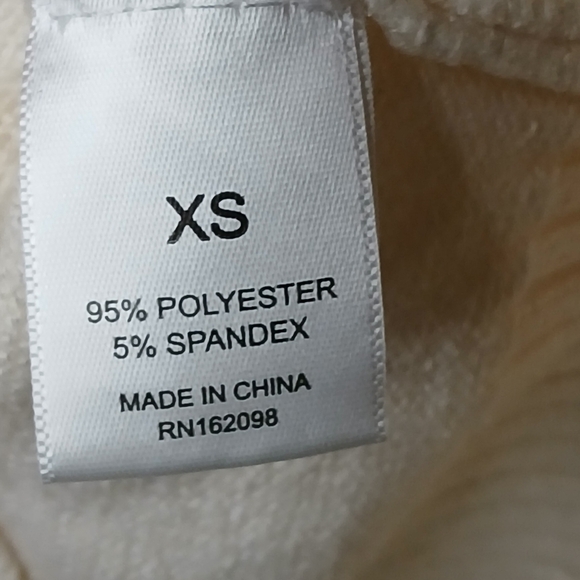 XS
95% POLYESTER
5% SPANDEX
MADE IN CHINA
RN162098